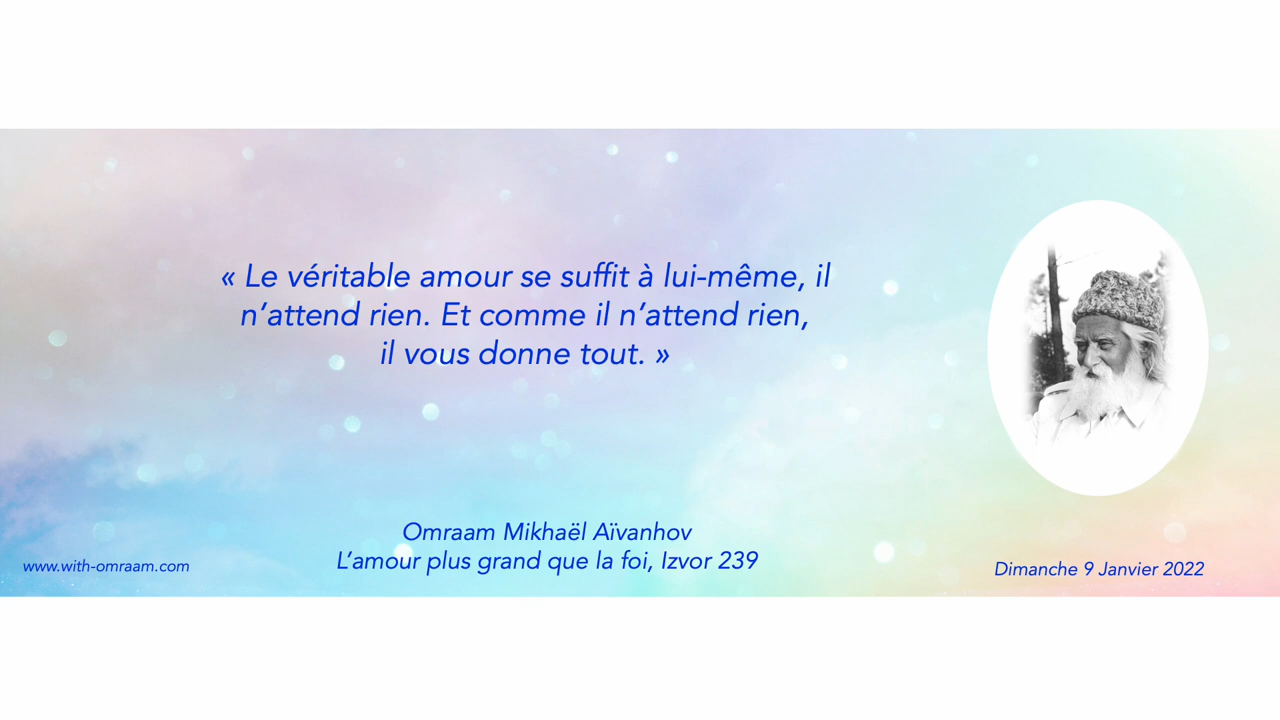 « Le véritable amour se suffit à lui-même, il
n’attend rien. Et comme il n’attend rien,
il vous donne tout. »
Omraam Mikhaël Aïvanhov
L’amour plus grand que la foi, Izvor 239
www.with-omraam.com
Dimanche 9 Janvier 2022